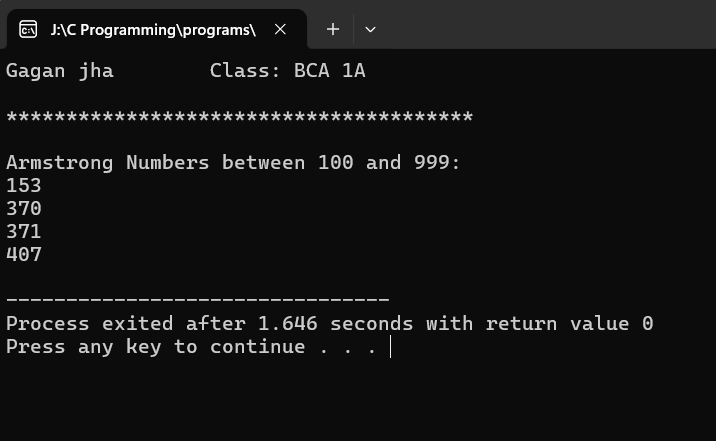 J:\C Programming\programs\
Gagan jha        Class: BCA 1A
***************************************
Armstrong Numbers between 100 and 999:
153
370
371
407
--------------------------------
Process exited after 1.646 seconds with return value 0
Press any key to continue . . .